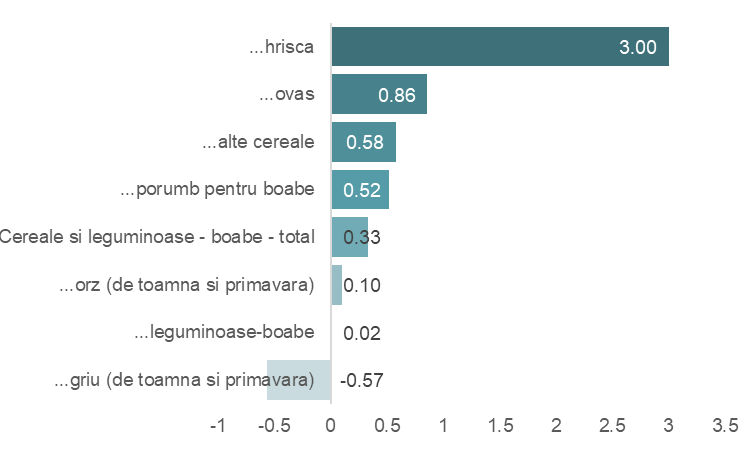 ...hrisca 3.00
...ovas 0.86
...alte cereale 0.58
...porumb pentru boabe 0.52
Cereale si leguminoase - boabe - total 0.33
...orz (de toamna si primavara) 0.10
...leguminoase-boabe 0.02
...griu (de toamna si primavara) -0.57
-1 -0.5 0 0.5 1 1.5 2 2.5 3 3.5